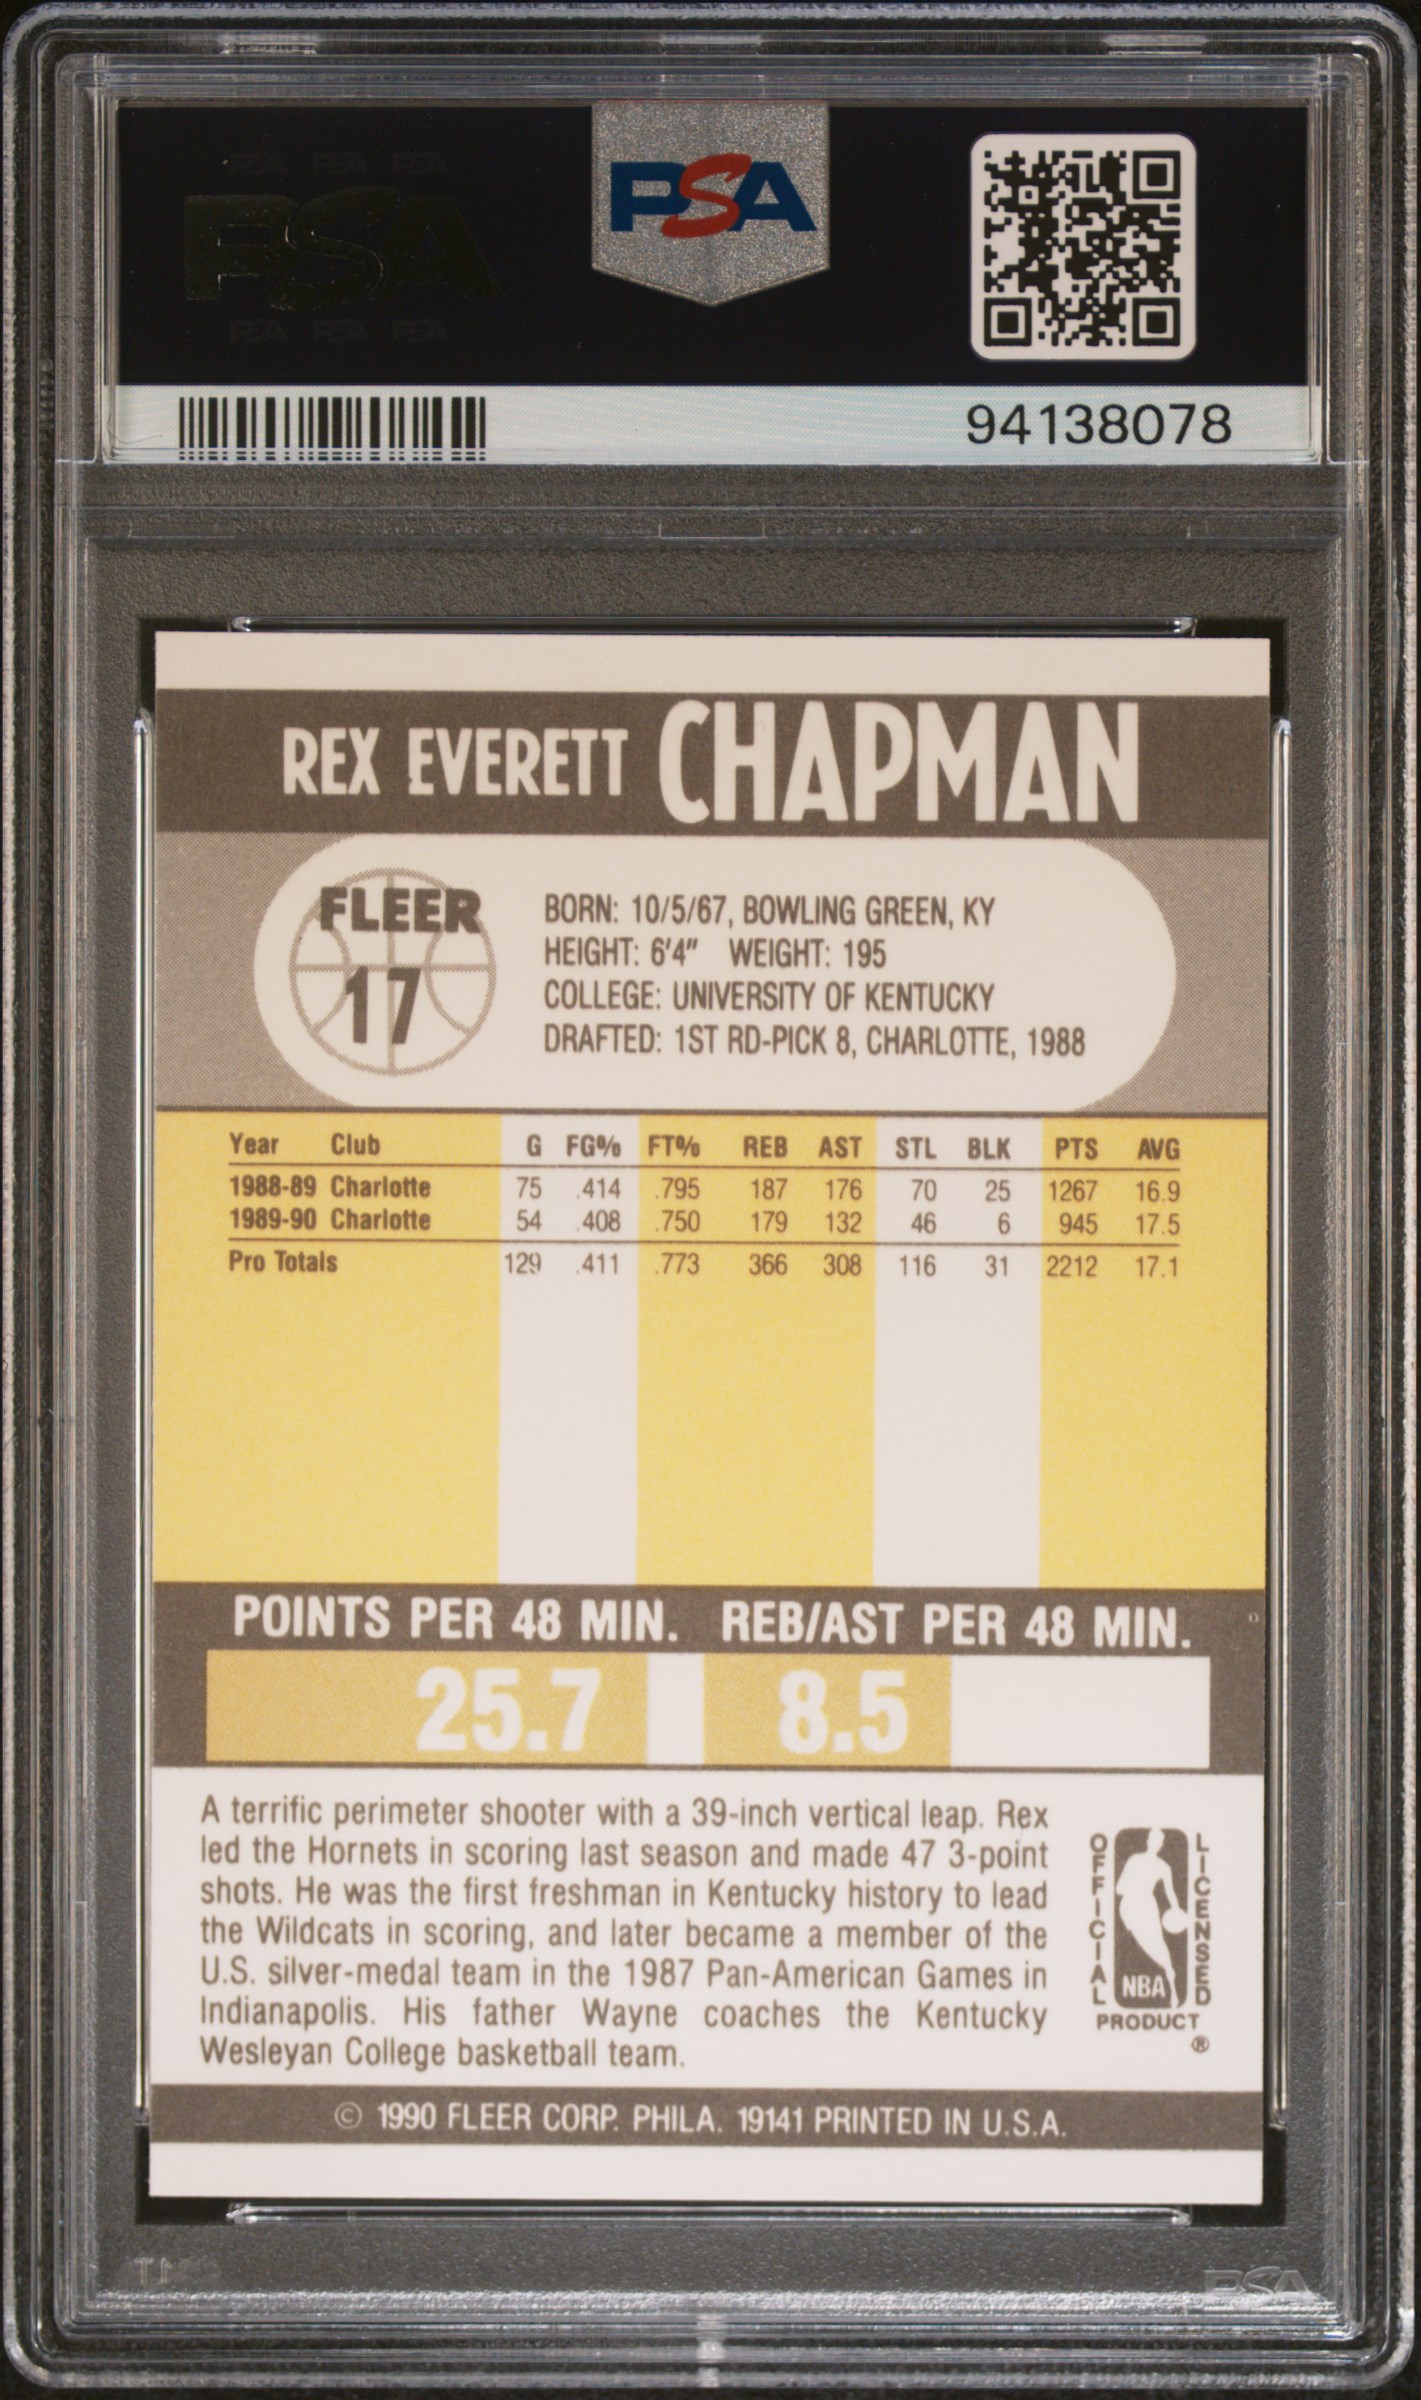 PSA PSA PSA
PSA
PSA PSA PSA
PSA
94138078
REX EVERETT CHAPMAN
FLEER
17
BORN: 10/5/67, BOWLING GREEN, KY
HEIGHT: 6'4" WEIGHT: 195
COLLEGE: UNIVERSITY OF KENTUCKY
DRAFTED: 1ST RD-PICK 8, CHARLOTTE, 1988
Year Club G FG% FT% REB AST STL BLK PTS AVG
1988-89 Charlotte 75 .414 .795 187 176 70 25 1267 16.9
1989-90 Charlotte 54 .408 .750 179 132 46 6 945 17.5
Pro Totals 129 .411 .773 366 308 116 31 2212 17.1
POINTS PER 48 MIN. REB/AST PER 48 MIN.
25.7 8.5
A terrific perimeter shooter with a 39-inch vertical leap. Rex
led the Hornets in scoring last season and made 47 3-point
shots. He was the first freshman in Kentucky history to lead
the Wildcats in scoring, and later became a member of the
U.S. silver-medal team in the 1987 Pan-American Games in
Indianapolis. His father Wayne coaches the Kentucky
Wesleyan College basketball team.
OFFICIAL
LICENSED
NBA
PRODUCT
®
© 1990 FLEER CORP. PHILA. 19141 PRINTED IN U.S.A.
PSA